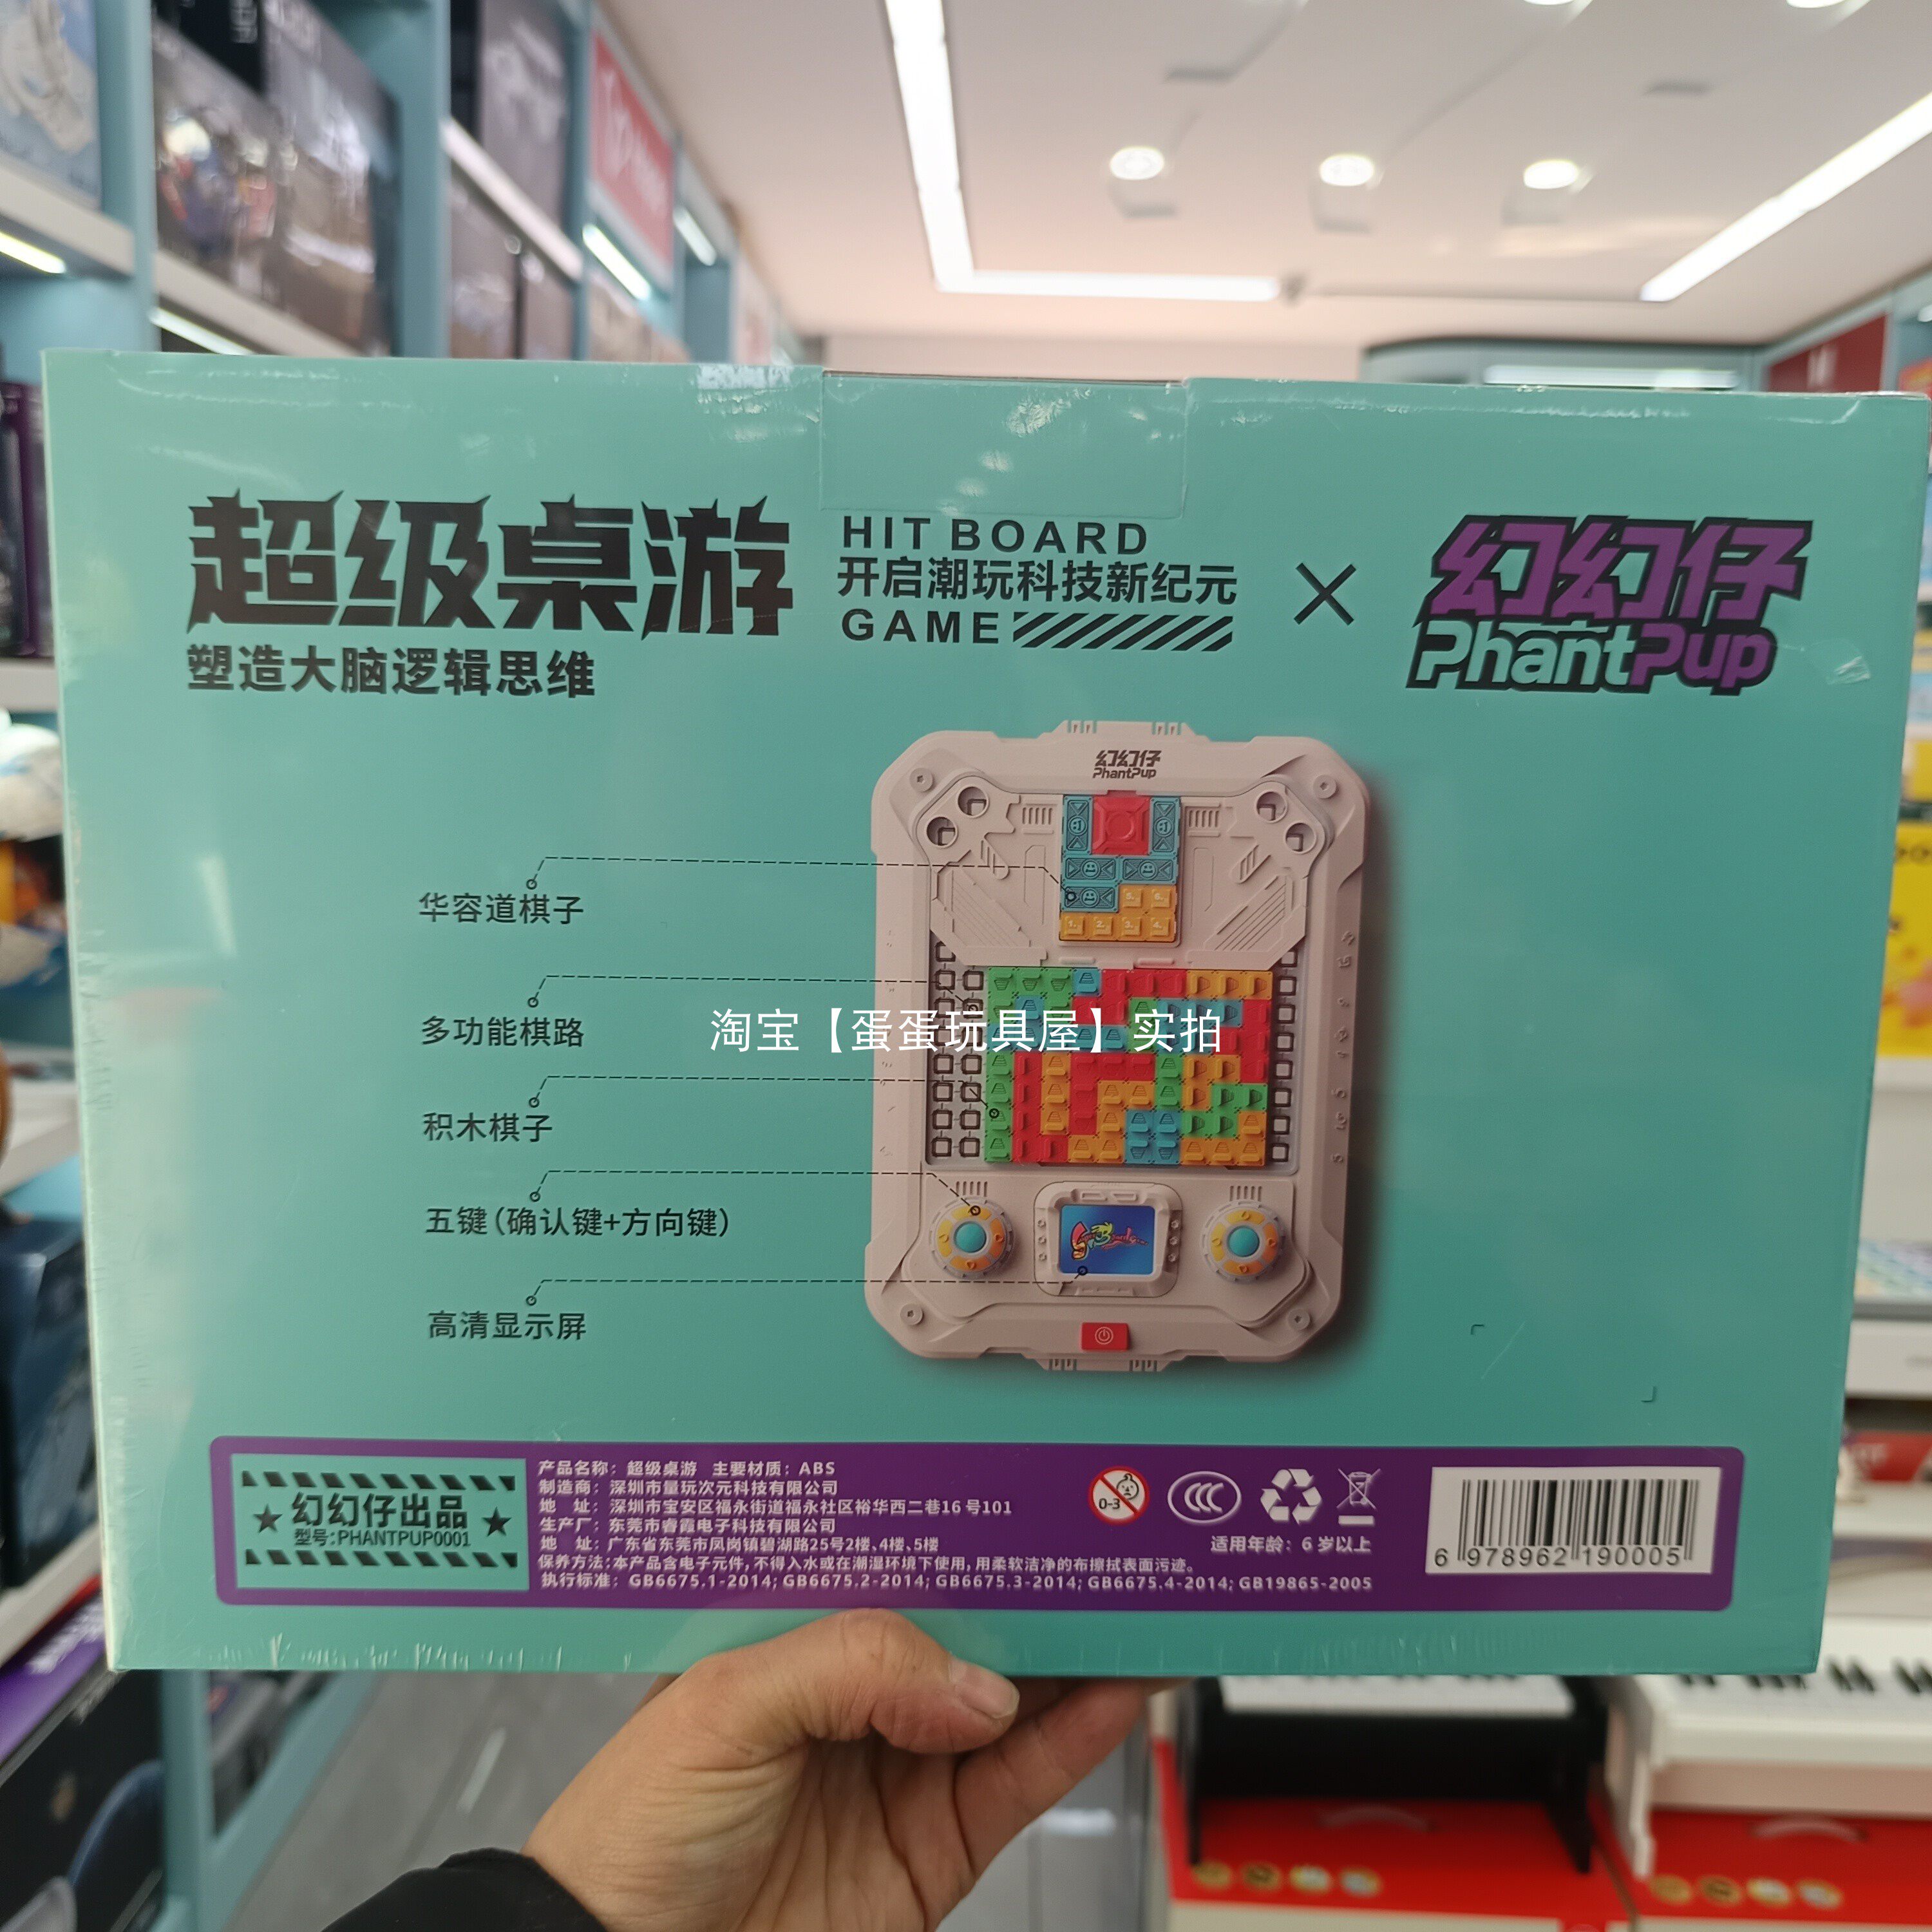 超级桌游
塑造大脑逻辑思维
HIT BOARD
开启潮玩科技新纪元
GAME
×
幻幻仔
PhantPup
幻幻仔
PhantPup
华容道棋子
多功能棋路
积木棋子
五键(确认键+方向键)
高清显示屏
淘宝【蛋蛋玩具屋】实拍
幻幻仔出品
型号:PHANTPUP0001
产品名称：超级桌游 主要材质：ABS
制造商：深圳市量玩次元科技有限公司
地 址：深圳市宝安区福永街道福永社区裕华西二巷16号101
生产厂：东莞市睿霞电子科技有限公司
地 址：广东省东莞市凤岗镇碧湖路25号2楼、4楼、5楼
保养方法：本产品含电子元件,不得入水或在潮湿环境下使用,用柔软洁净的布擦拭表面污迹。
执行标准：GB6675.1-2014; GB6675.2-2014; GB6675.3-2014; GB6675.4-2014; GB19865-2005
0-3
CCC
适用年龄：6岁以上
6 978962 190005